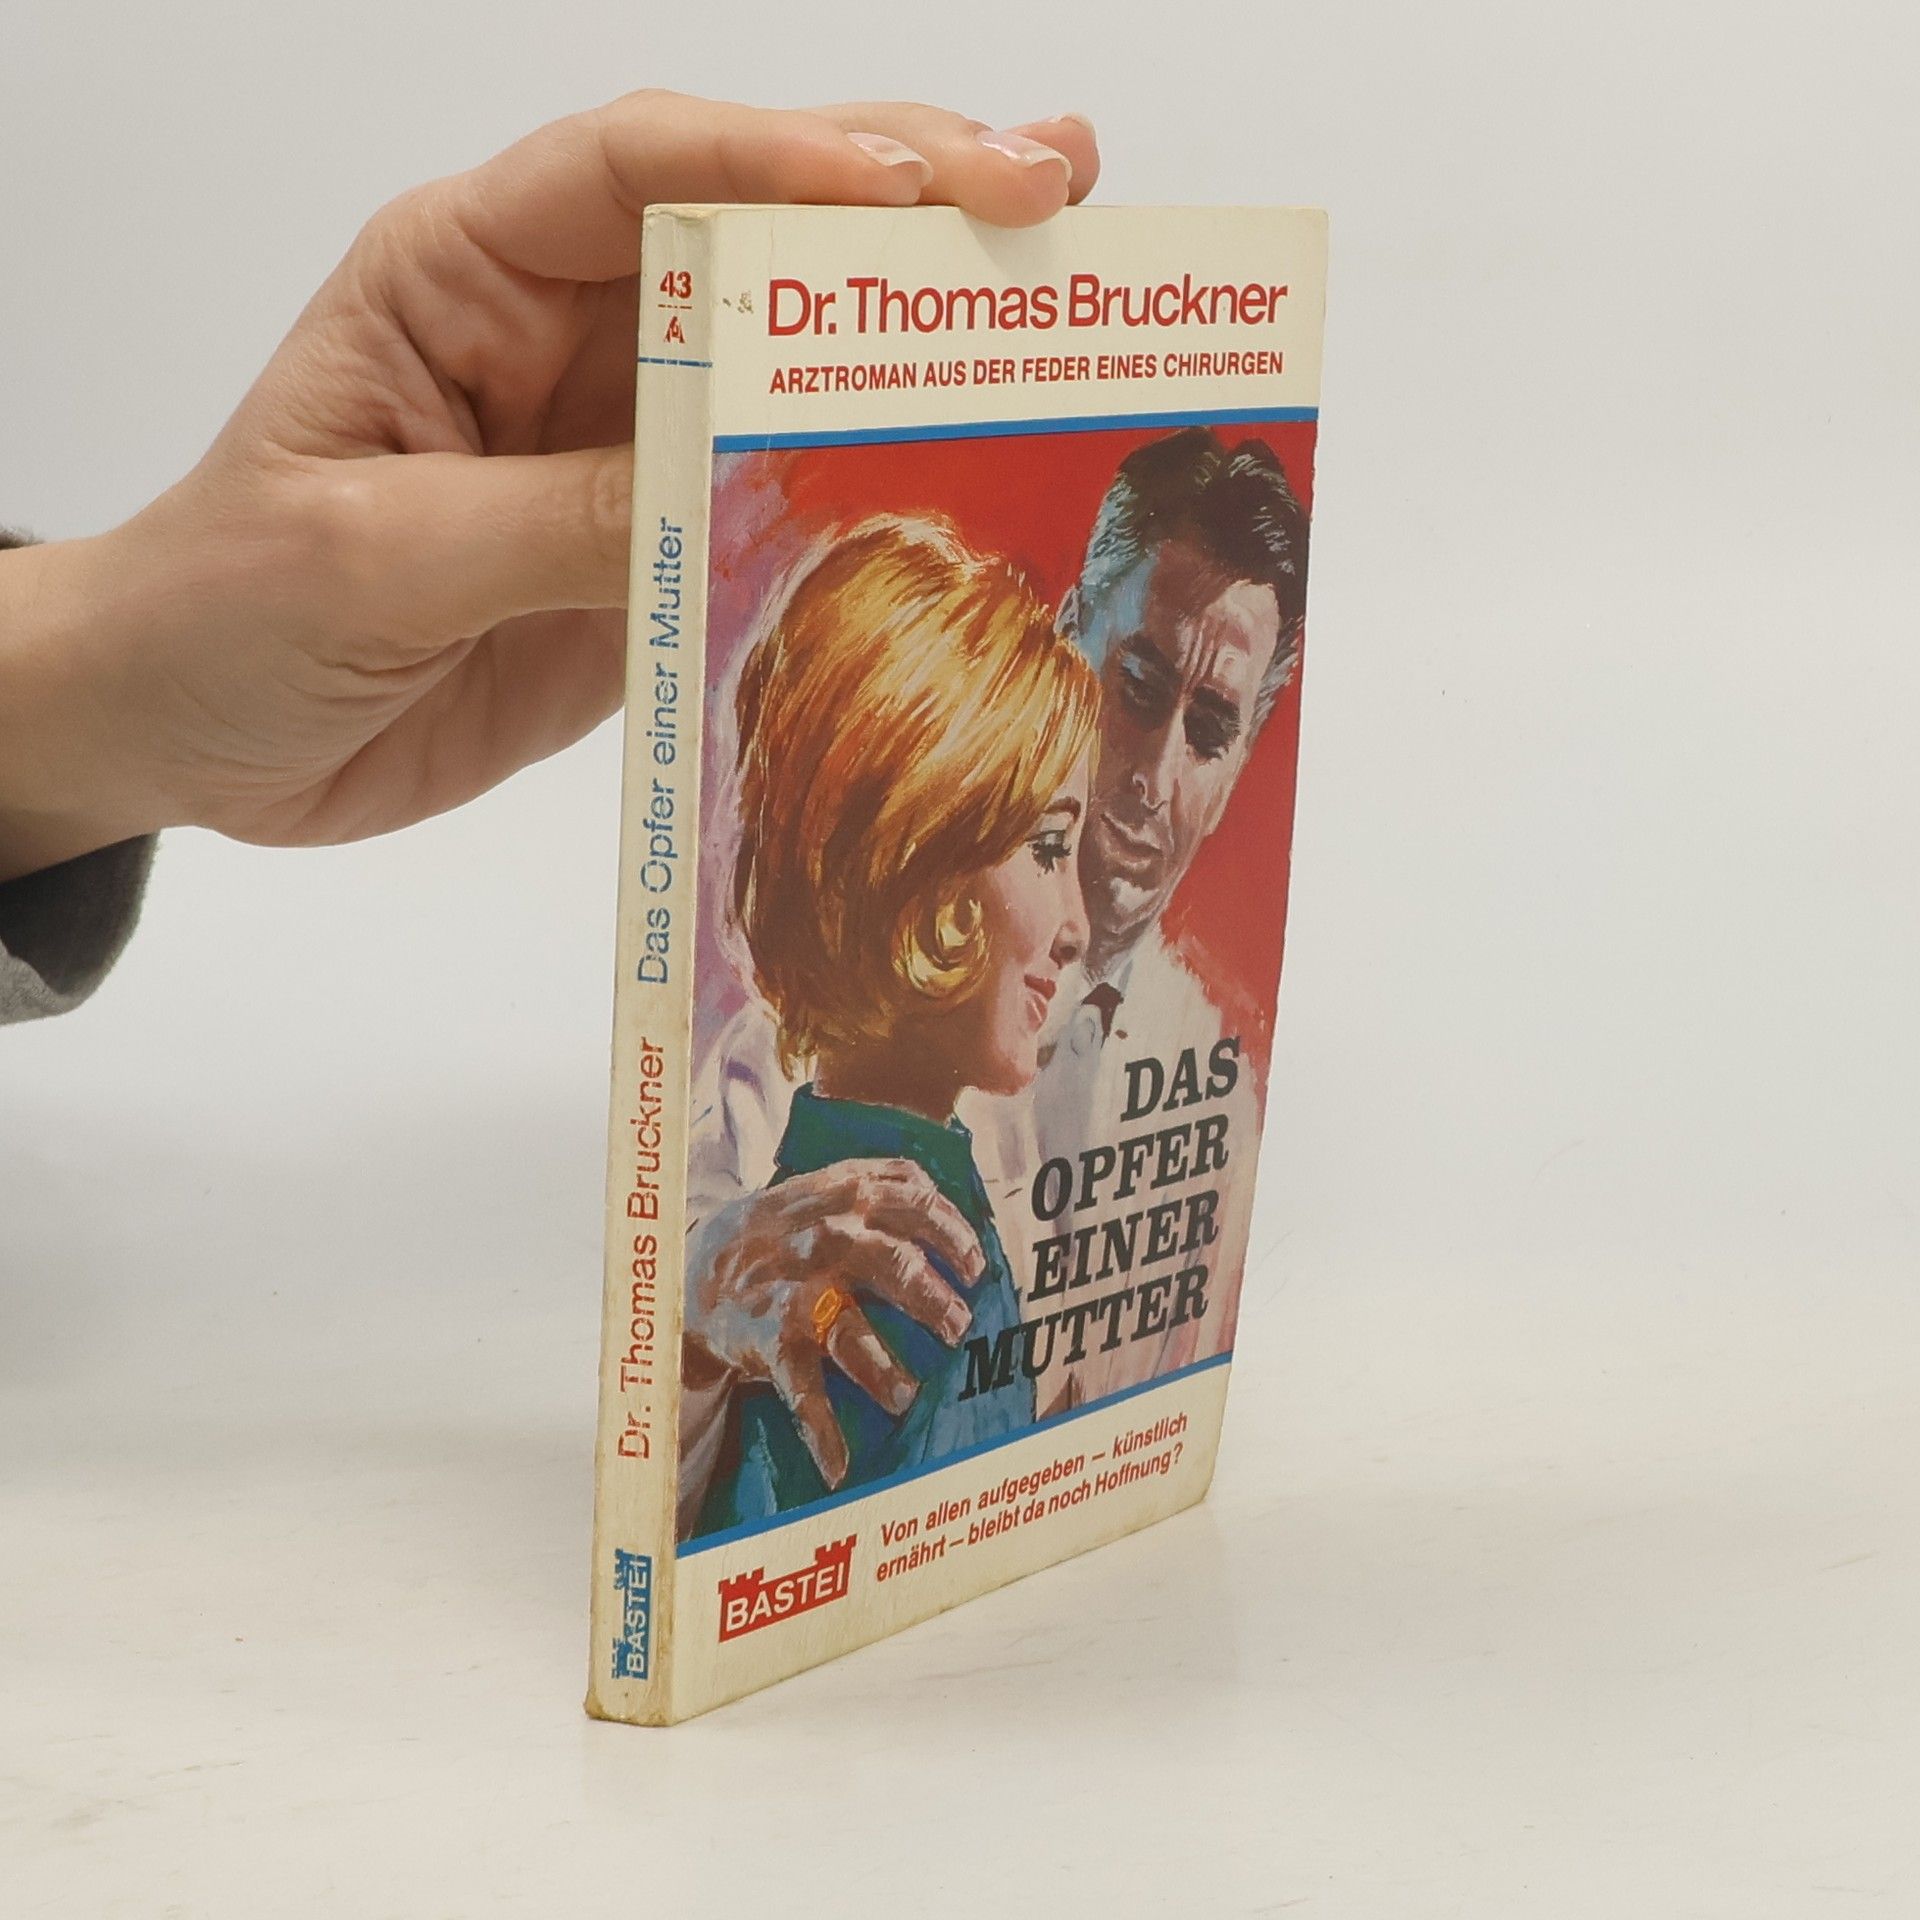 43
A
Dr. Thomas Bruckner Das Opfer einer Mutter
BASTEI
Dr. Thomas Bruckner
ARZTROMAN AUS DER FEDER EINES CHIRURGEN
DAS
OPFER
EINER
MUTTER
Von allen aufgegeben – künstlich
ernährt – bleibt da noch Hoffnung?
BASTEI